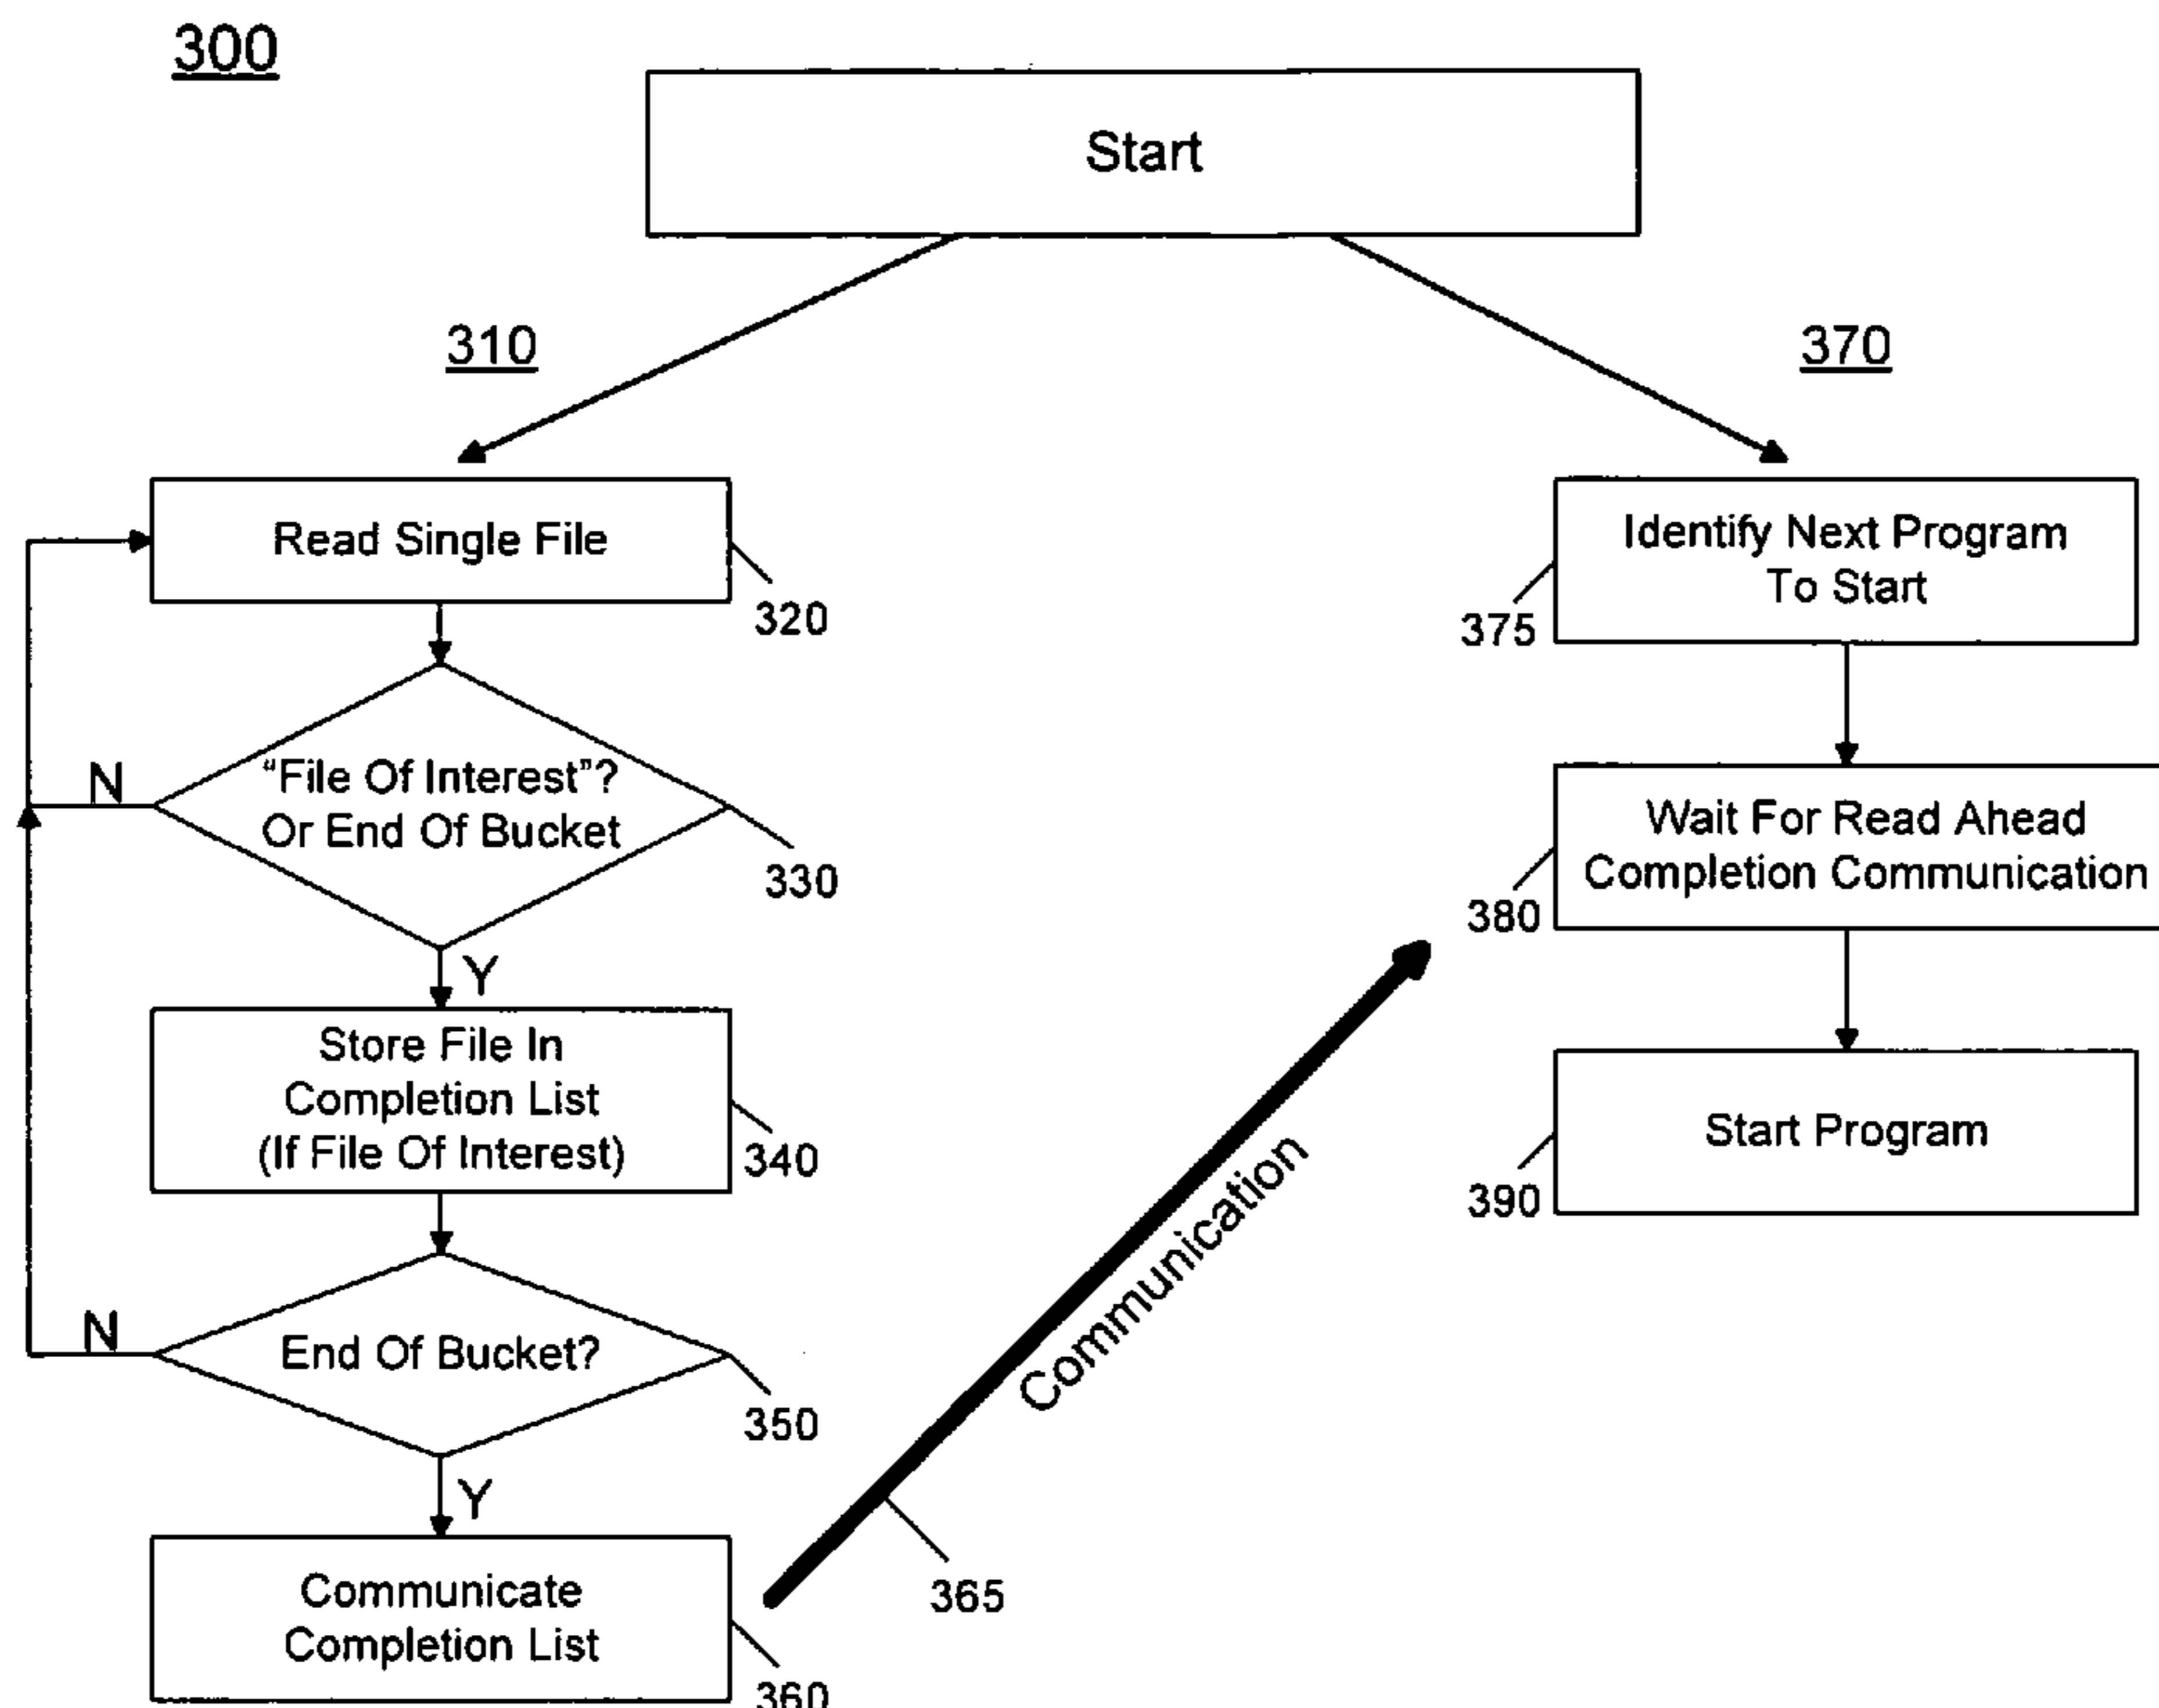 300
Start
310
370
Read Single File
320
Identify Next Program
To Start
375
N
“File Of Interest”?
Or End Of Bucket
330
Y
Wait For Read Ahead
Completion Communication
380
Store File In
Completion List
(If File Of Interest)
340
Start Program
390
Communication
N
End Of Bucket?
350
Y
365
Communicate
Completion List
360